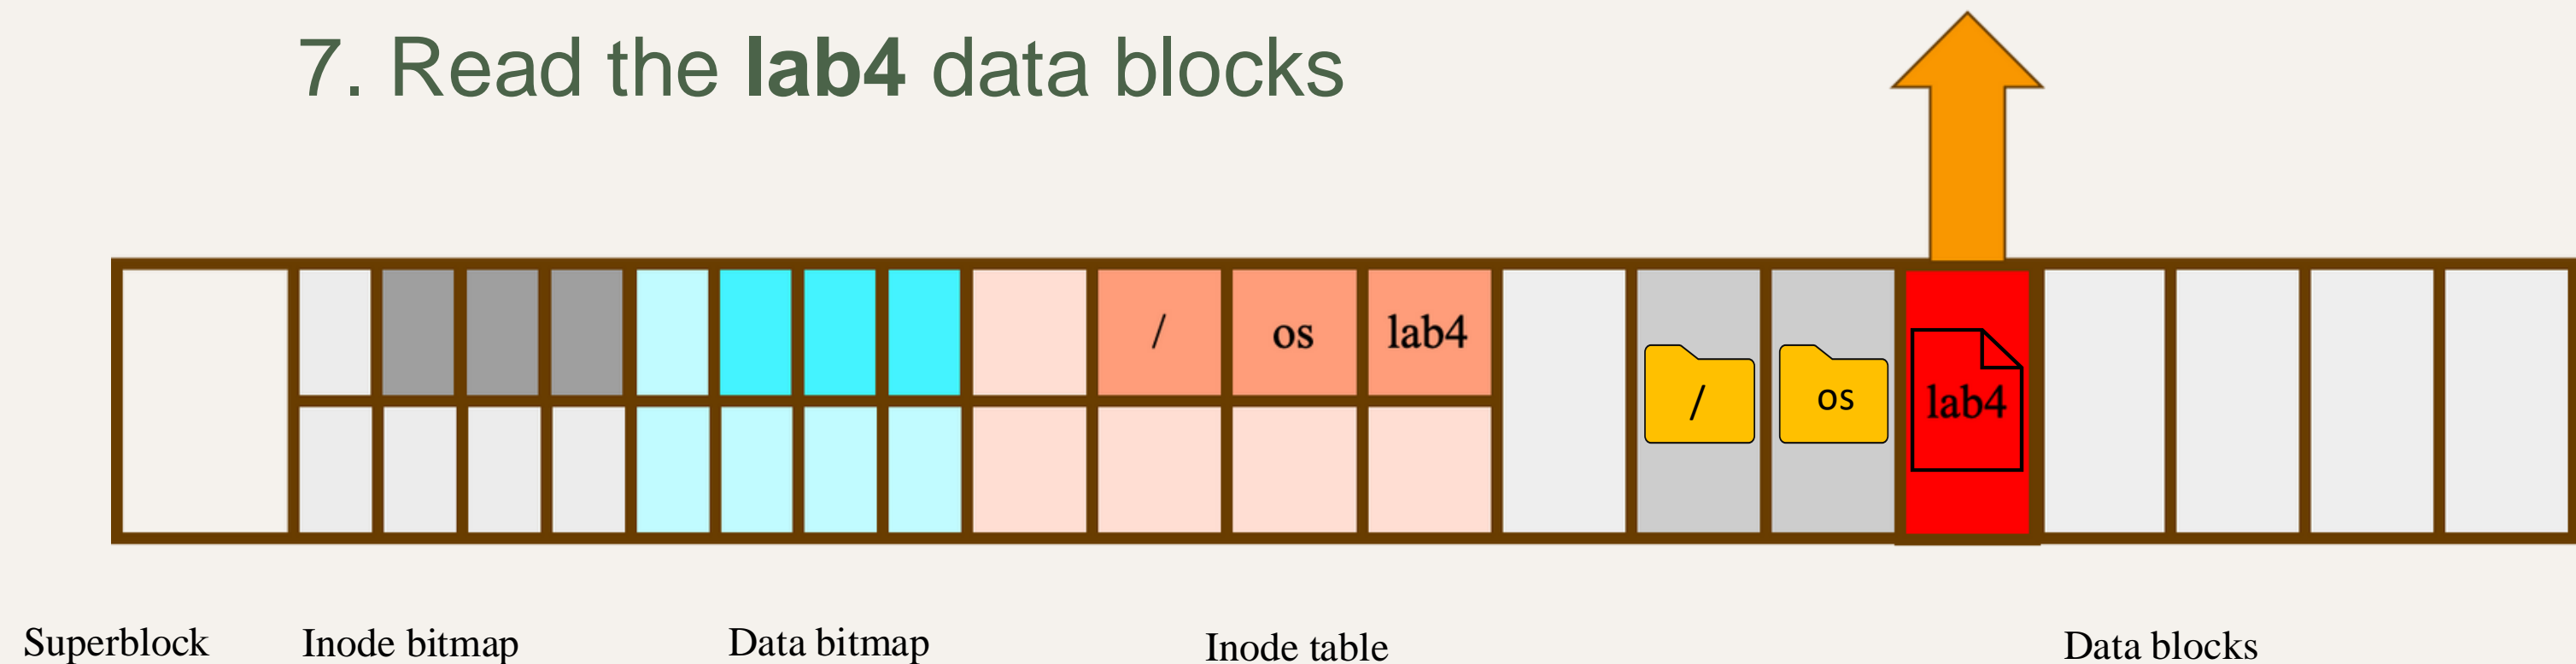 7. Read the lab4 data blocks
/ os lab4
/ os lab4
Superblock Inode bitmap Data bitmap Inode table Data blocks